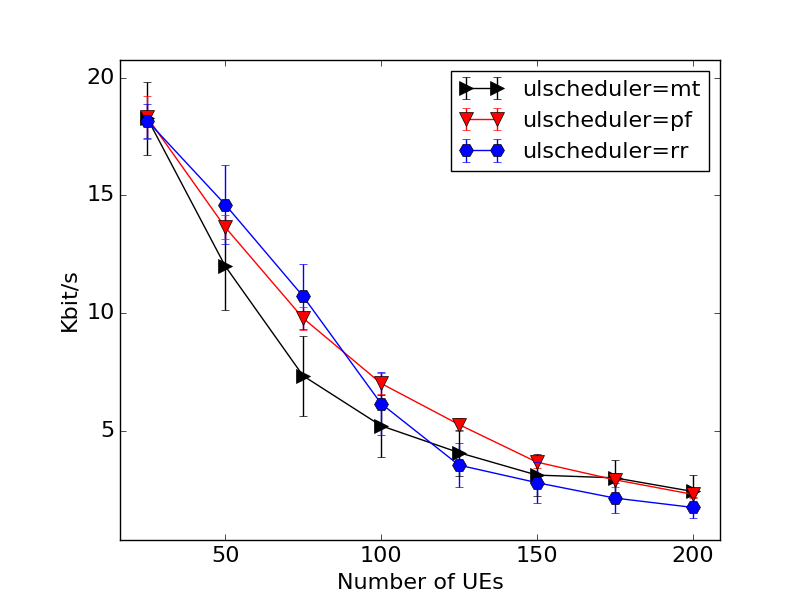 20
15
10
5
50
100
150
200
Kbit/s
Number of UEs
ulscheduler=mt
ulscheduler=pf
ulscheduler=rr